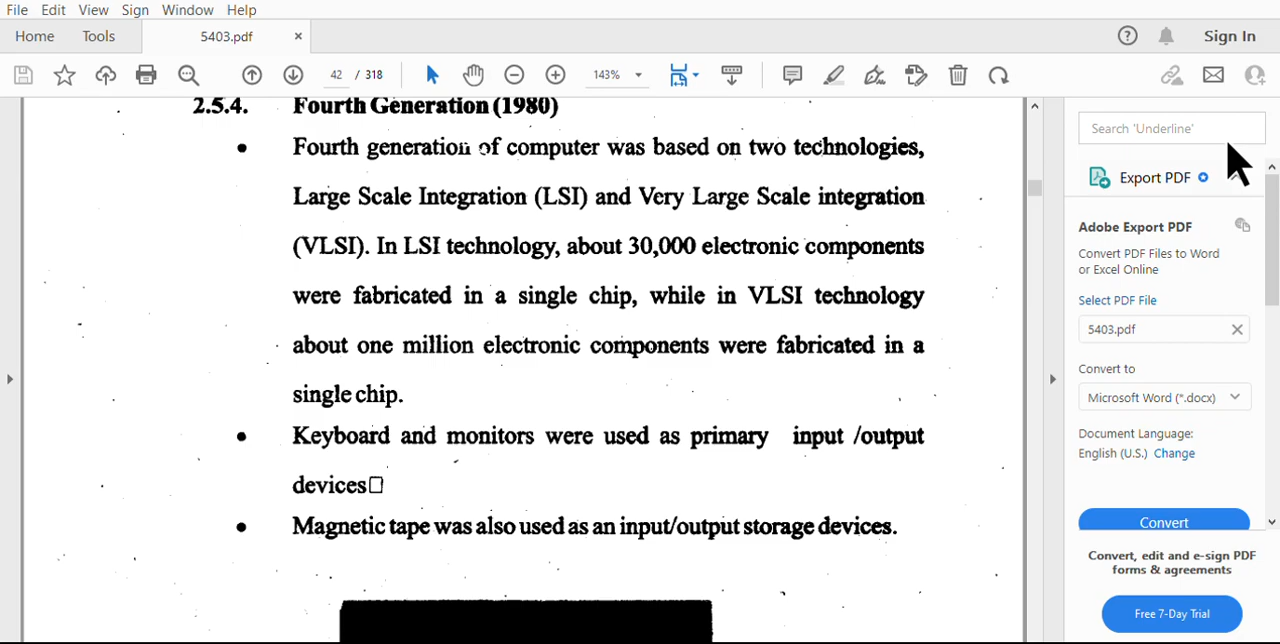 File Edit View Sign Window Help
Home Tools 5403.pdf × Sign In
42 / 318 143%
2.5.4. Fourth Generation (1980)
• Fourth generation of computer was based on two technologies,
Large Scale Integration (LSI) and Very Large Scale integration
(VLSI). In LSI technology, about 30,000 electronic components
were fabricated in a single chip, while in VLSI technology
about one million electronic components were fabricated in a
single chip.
• Keyboard and monitors were used as primary input /output
devices□
• Magnetic tape was also used as an input/output storage devices.
Search 'Underline'
Export PDF
Adobe Export PDF
Convert PDF Files to Word
or Excel Online
Select PDF File
5403.pdf
Convert to
Microsoft Word (*.docx)
Document Language:
English (U.S.) Change
Convert
Convert, edit and e-sign PDF
forms & agreements
Free 7-Day Trial